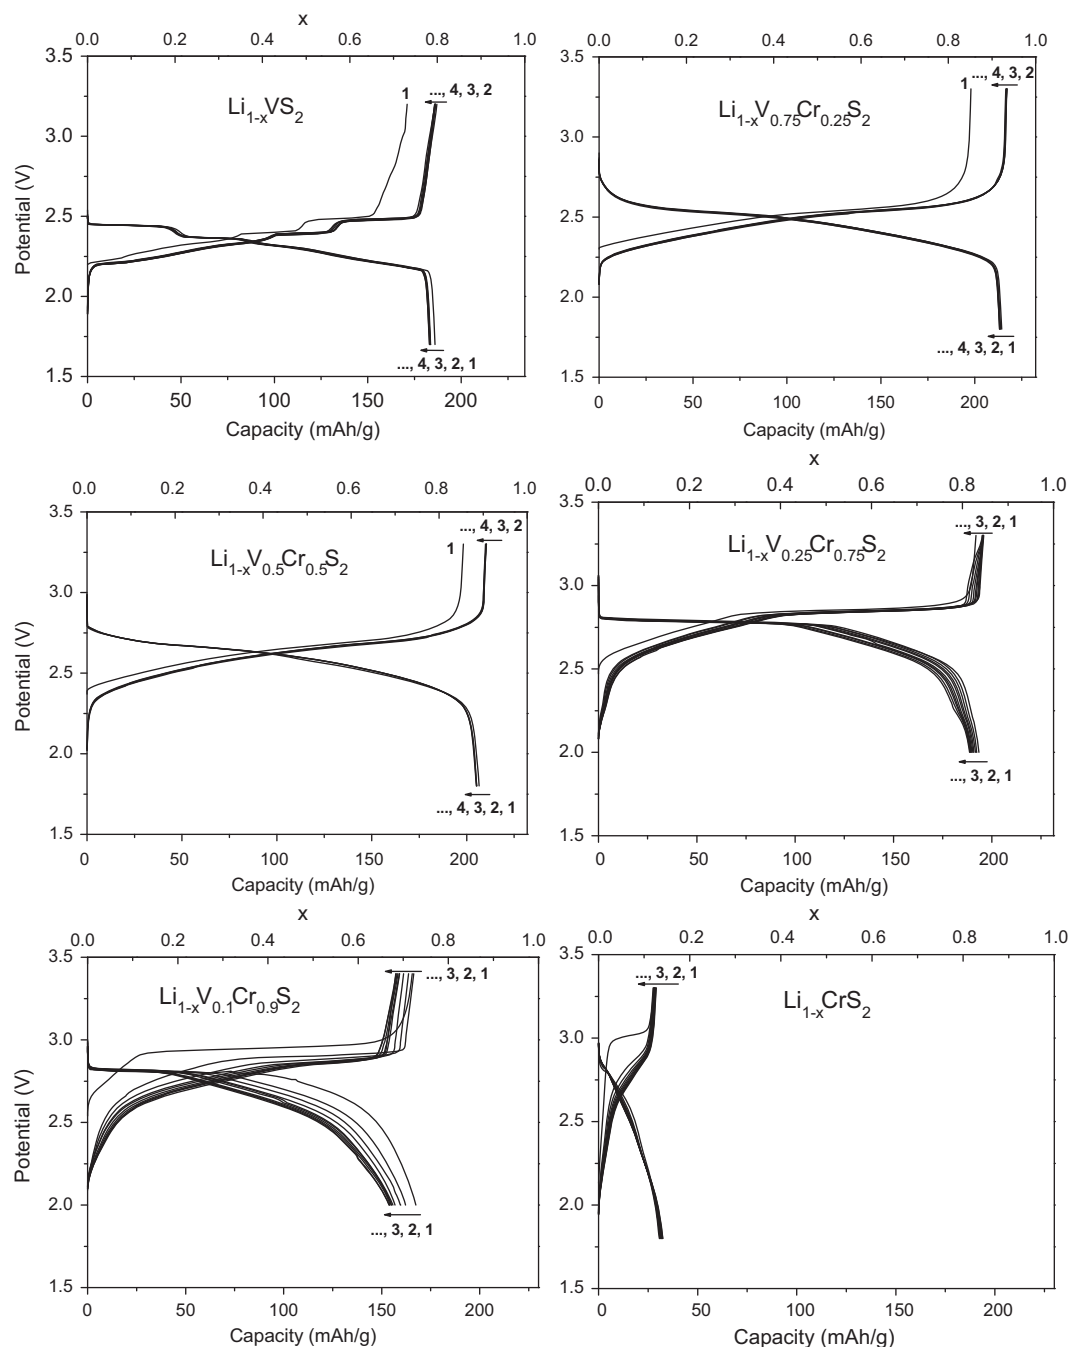 x
0.0 0.2 0.4 0.6 0.8 1.0
3.5
3.0
2.5
2.0
1.5
Potential (V)
Li1-xVS2
1
..., 4, 3, 2
..., 4, 3, 2, 1
0 50 100 150 200
Capacity (mAh/g)
0.0 0.2 0.4 0.6 0.8 1.0
3.5
3.0
2.5
2.0
1.5
Li1-xV0.75Cr0.25S2
1
..., 4, 3, 2
..., 4, 3, 2, 1
0 50 100 150 200
Capacity (mAh/g)
0.0 0.2 0.4 0.6 0.8 1.0
3.5
3.0
2.5
2.0
1.5
Potential (V)
Li1-xV0.5Cr0.5S2
1
..., 4, 3, 2
..., 4, 3, 2, 1
0 50 100 150 200
Capacity (mAh/g)
x
0.0 0.2 0.4 0.6 0.8 1.0
3.5
3.0
2.5
2.0
1.5
Li1-xV0.25Cr0.75S2
..., 3, 2, 1
..., 3, 2, 1
0 50 100 150 200
Capacity (mAh/g)
x
0.0 0.2 0.4 0.6 0.8 1.0
3.5
3.0
2.5
2.0
1.5
Potential (V)
Li1-xV0.1Cr0.9S2
..., 3, 2, 1
..., 3, 2, 1
0 50 100 150 200
Capacity (mAh/g)
x
0.0 0.2 0.4 0.6 0.8 1.0
3.5
3.0
2.5
2.0
1.5
..., 3, 2, 1
Li1-xCrS2
0 50 100 150 200
Capacity (mAh/g)